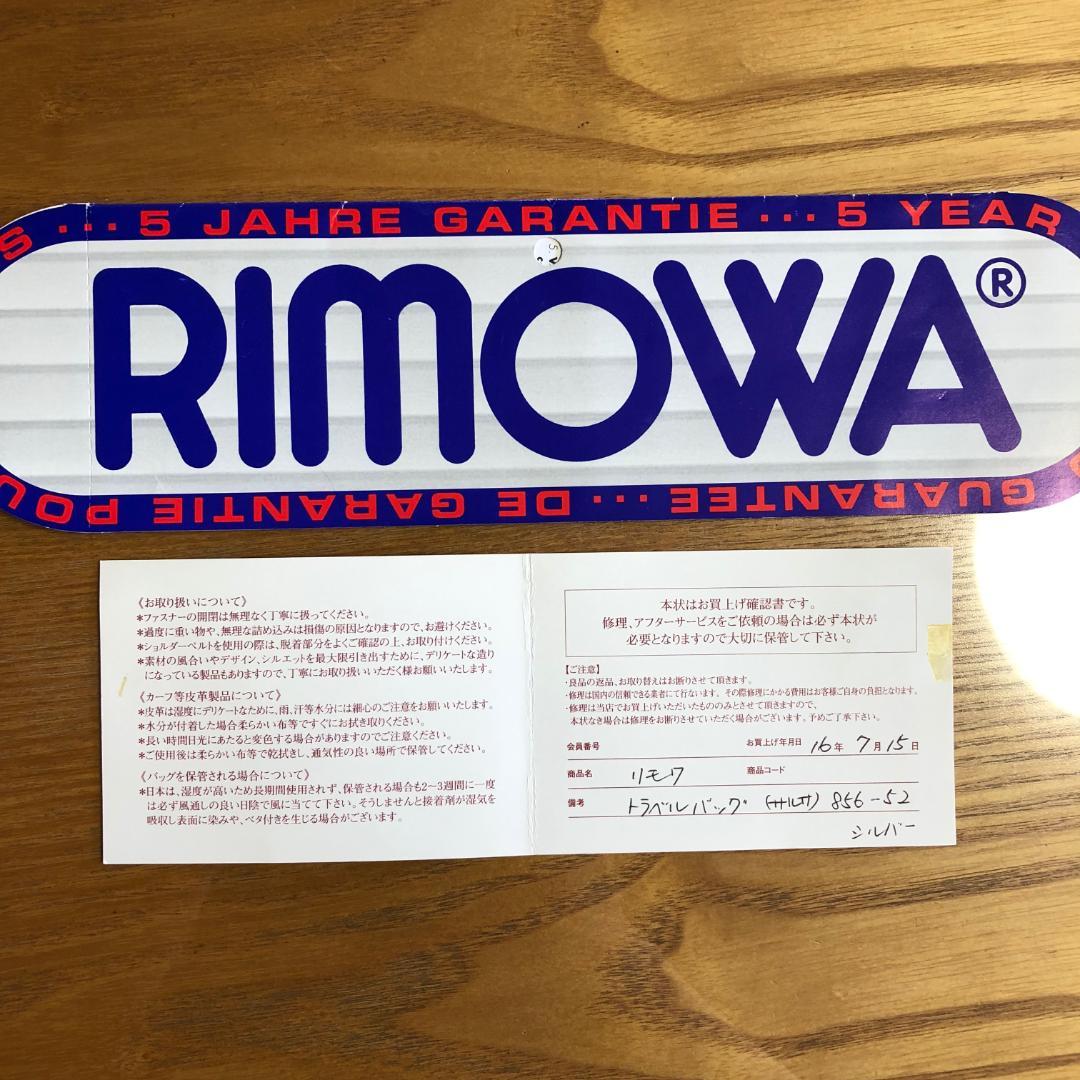 S ... 5 JAHRE GARANTIE ... 5 YEAR
RIMOWA®
GUARANTEE ... DE GARANTIE POU
《お取り扱いについて》
*ファスナーの開閉は無理なく丁寧に扱ってください。
*過度に重い物や、無理な詰め込みは損傷の原因となりますので、お避けください。
*ショルダーベルトを使用の際は、脱着部分をよくご確認の上、お取り付けください。
*素材の風合いやデザイン、シルエットを最大限引き出すために、デリケートな造り
になっている製品もありますので、丁寧にお取り扱いいただく様お願いいたします。
《カーフ等皮革製品について》
*皮革は湿度にデリケートなために、雨、汗等水分には細心のご注意をお願いいたします。
*水分が付着した場合柔らかい布等ですぐにお拭き取りください。
*長い時間日光にあたると変色する場合がありますのでご注意ください。
*ご使用後は柔らかい布等で乾拭きし、通気性の良い場所で保管してください。
《バッグを保管される場合について》
*日本は、湿度が高いため長期間使用されず、保管される場合も2〜3週間に一度
は必ず風通しの良い日陰で風に当てて下さい。そうしませんと接着剤が湿気を
吸収し表面に染みや、ベタ付きを生じる場合がございます。
本状はお買上げ確認書です。
修理、アフターサービスをご依頼の場合は必ず本状が
必要となりますので大切に保管して下さい。
【ご注意】
・良品の返品、お取り替えはお断りさせて頂きます。
・修理は国内の信頼できる業者にて行ないます。その際修理にかかる費用はお客様ご自身の負担となります。
・修理は当店でお買上げいただいたもののみとさせて頂きますので、
本状なき場合は修理をお断りさせていただく場合がございます。予めご了承下さい。
会員番号 お買上げ年月日 16年 7月 15日
商品名 リモワ 商品コード
備考 トラベルバッグ (サルサ) 856-52
シルバー